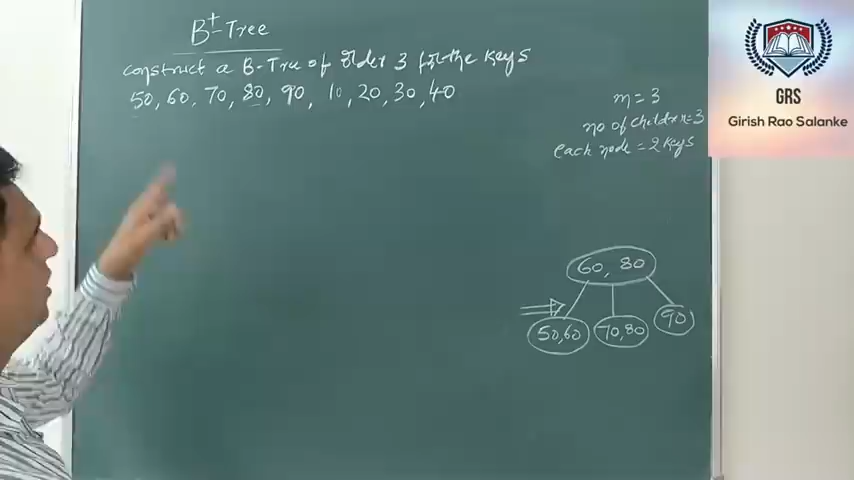 B+-Tree
construct a B-Tree of order 3 for the keys
50, 60, 70, 80, 90, 10, 20, 30, 40
m = 3
no of children = 3
each node = 2 keys
60, 80
50,60 70,80 90
GRS
Girish Rao Salanke